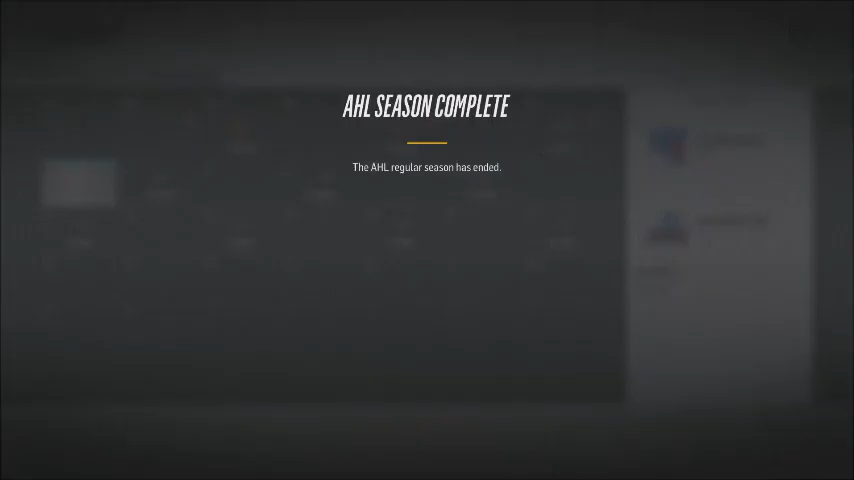 AHL SEASON COMPLETE
The AHL regular season has ended.